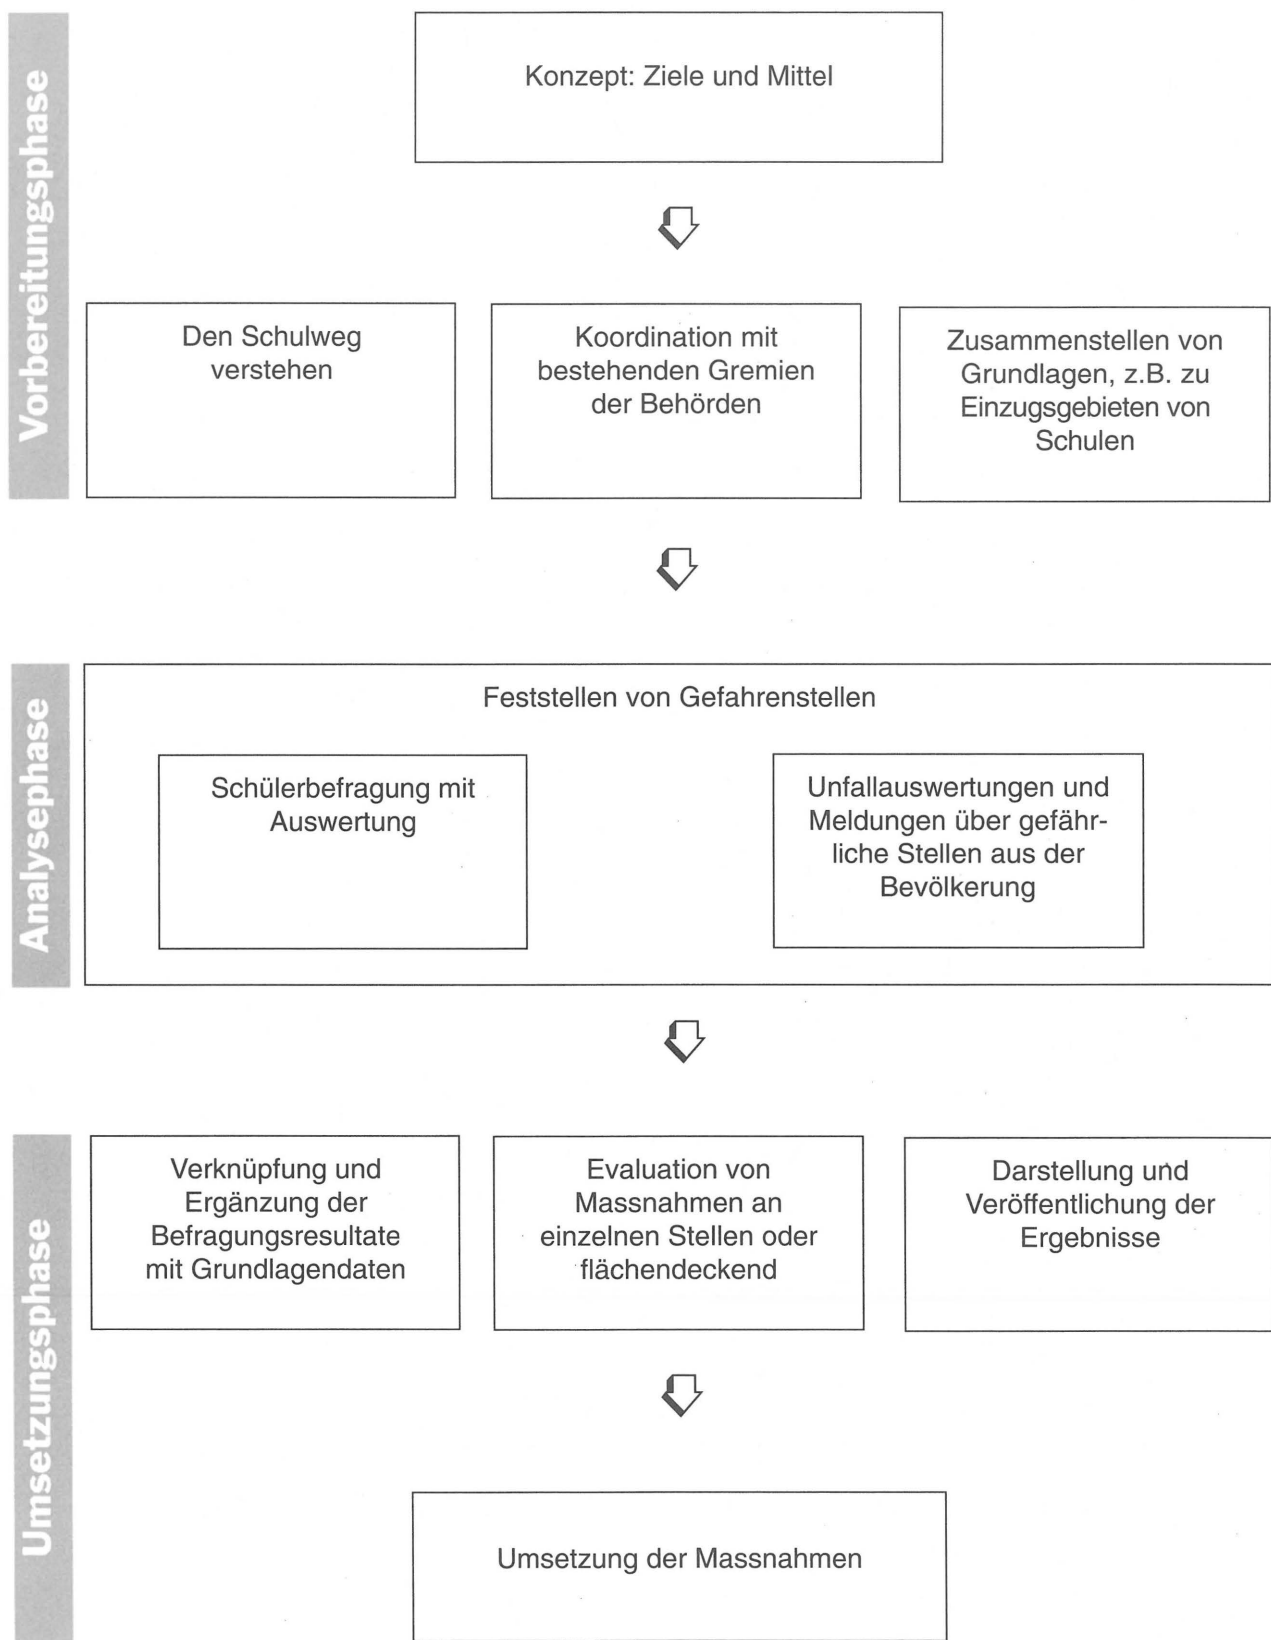 Vorbereitungsphase
Konzept: Ziele und Mittel
Den Schulweg
verstehen
Koordination mit
bestehenden Gremien
der Behörden
Zusammenstellen von
Grundlagen, z.B. zu
Einzugsgebieten von
Schulen
Analysephase
Feststellen von Gefahrenstellen
Schülerbefragung mit
Auswertung
Unfallauswertungen und
Meldungen über gefähr-
liche Stellen aus der
Bevölkerung
Umsetzungsphase
Verknüpfung und
Ergänzung der
Befragungsresultate
mit Grundlagendaten
Evaluation von
Massnahmen an
einzelnen Stellen oder
flächendeckend
Darstellung und
Veröffentlichung der
Ergebnisse
Umsetzung der Massnahmen